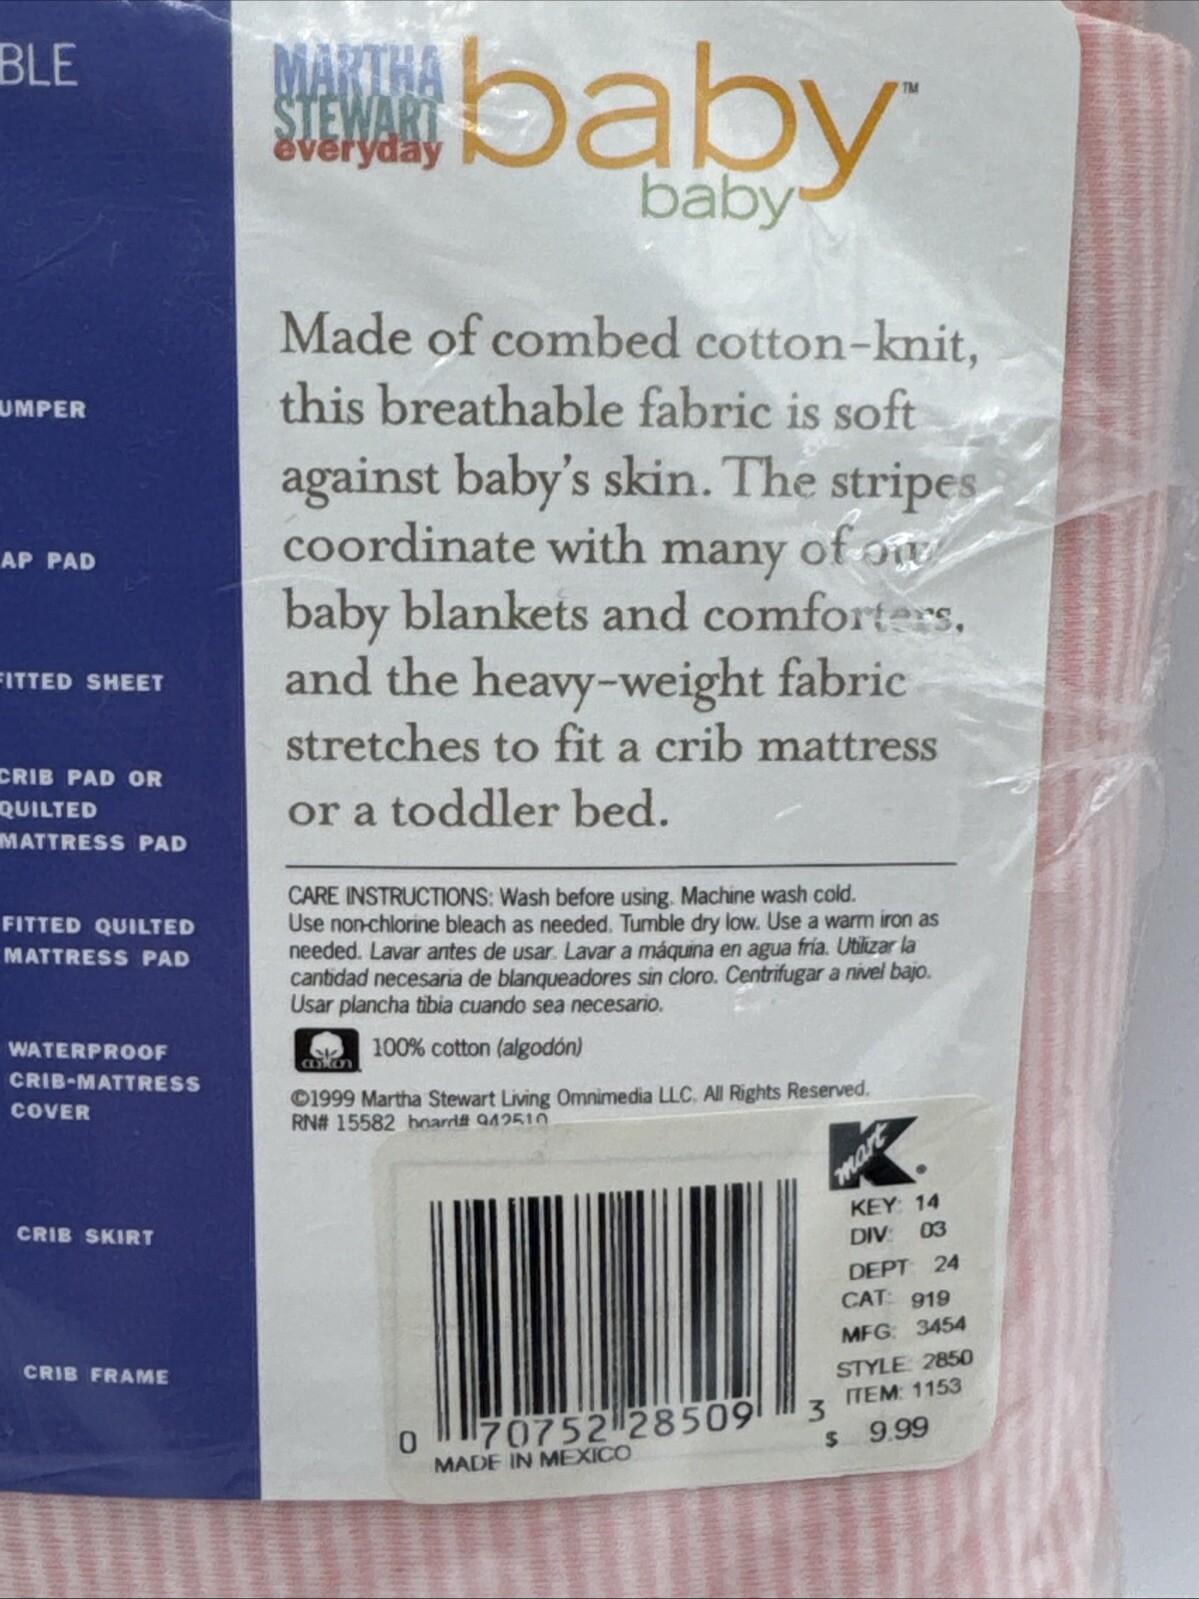 BLE
UMPER
AP PAD
FITTED SHEET
CRIB PAD OR
QUILTED
MATTRESS PAD
FITTED QUILTED
MATTRESS PAD
WATERPROOF
CRIB-MATTRESS
COVER
CRIB SKIRT
CRIB FRAME
MARTHA
STEWART
everyday
baby™
baby
Made of combed cotton-knit,
this breathable fabric is soft
against baby's skin. The stripes
coordinate with many of our
baby blankets and comforters,
and the heavy-weight fabric
stretches to fit a crib mattress
or a toddler bed.
CARE INSTRUCTIONS: Wash before using. Machine wash cold.
Use non-chlorine bleach as needed. Tumble dry low. Use a warm iron as
needed. Lavar antes de usar. Lavar a máquina en agua fría. Utilizar la
cantidad necesaria de blanqueadores sin cloro. Centrifugar a nivel bajo.
Usar plancha tibia cuando sea necesario.
COTTON
100% cotton (algodón)
©1999 Martha Stewart Living Omnimedia LLC. All Rights Reserved.
RN# 15582 board# 942510
Kmart®
KEY: 14
DIV: 03
DEPT: 24
CAT: 919
MFG: 3454
STYLE: 2850
ITEM: 1153
$ 9.99
0 70752 28509 3
MADE IN MEXICO